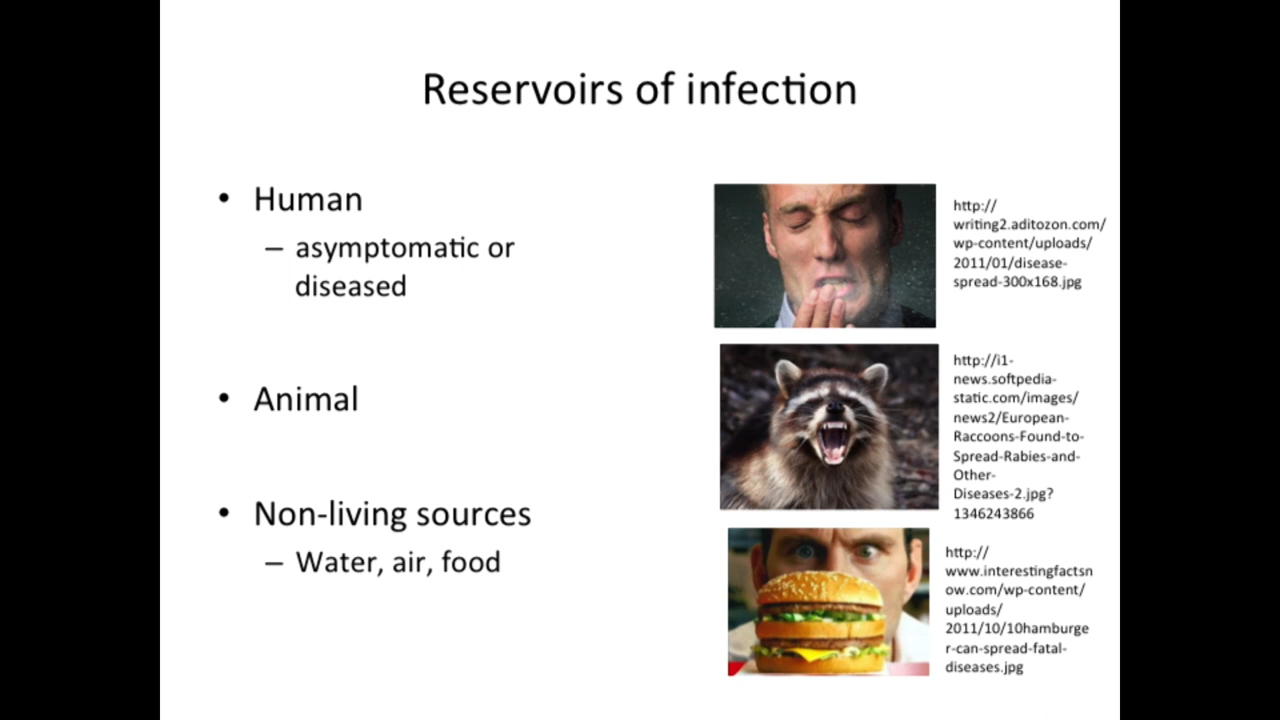 Reservoirs of infection
• Human
– asymptomatic or
diseased
• Animal
• Non-living sources
– Water, air, food
http://
writing2.aditozon.com/
wp-content/uploads/
2011/01/disease-
spread-300x168.jpg
http://i1-
news.softpedia-
static.com/images/
news2/European-
Raccoons-Found-to-
Spread-Rabies-and-
Other-
Diseases-2.jpg?
1346243866
http://
www.interestingfactsn
ow.com/wp-content/
uploads/
2011/10/10hamburge
r-can-spread-fatal-
diseases.jpg